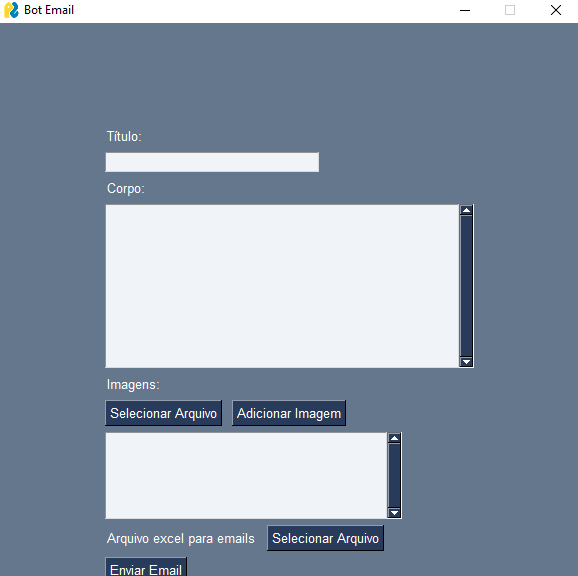 Bot Email
Título:
Corpo:
Imagens:
Selecionar Arquivo Adicionar Imagem
Arquivo excel para emails Selecionar Arquivo
Enviar Email